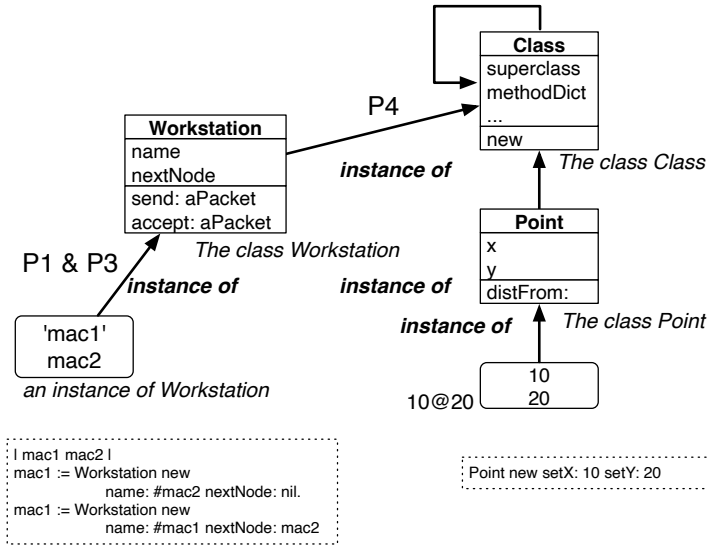 Class
superclass
methodDict
...
new
The class Class
P4
instance of
Workstation
name
nextNode
send: aPacket
accept: aPacket
The class Workstation
P1 & P3
instance of
'mac1'
mac2
an instance of Workstation
Point
x
y
distFrom:
instance of
The class Point
instance of
10
20
10@20
| mac1 mac2 |
mac1 := Workstation new
name: #mac2 nextNode: nil.
mac1 := Workstation new
name: #mac1 nextNode: mac2
Point new setX: 10 setY: 20